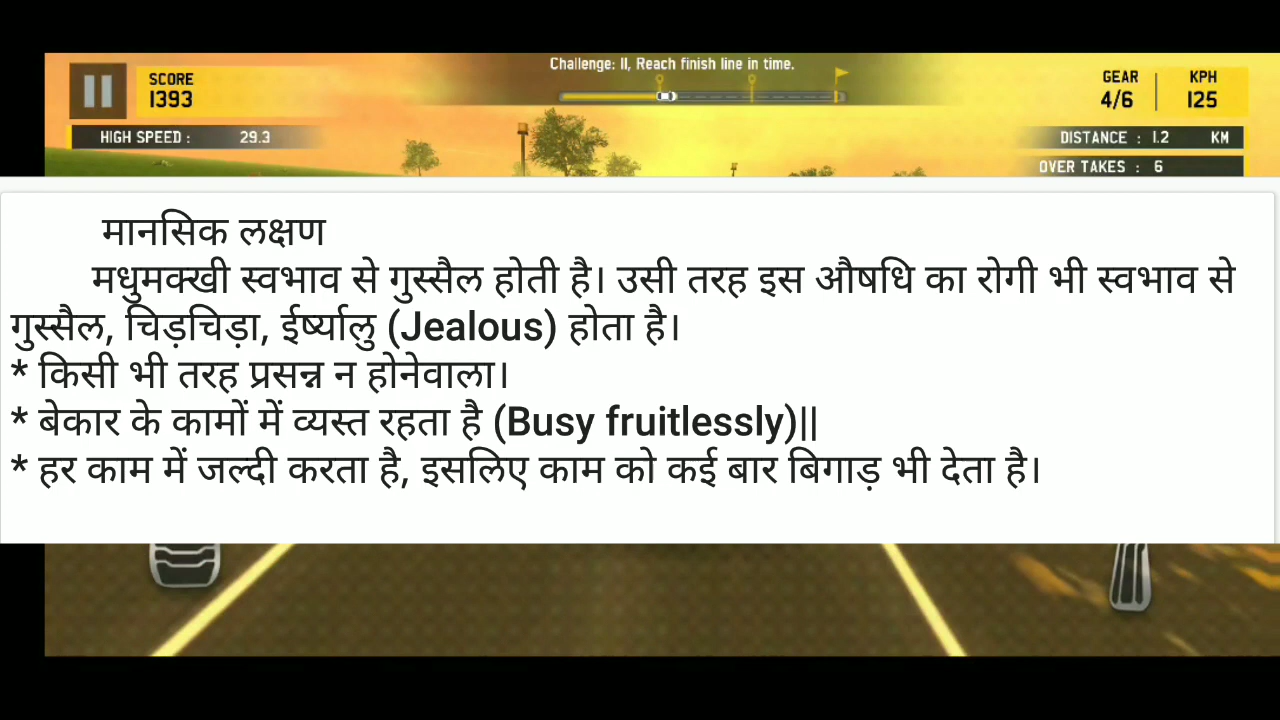 Challenge: II, Reach finish line in time.
SCORE
1393
GEAR
4/6
KPH
125
HIGH SPEED : 29.3
DISTANCE : 1.2 KM
OVER TAKES : 6
मानसिक लक्षण
मधुमक्खी स्वभाव से गुस्सैल होती है। उसी तरह इस औषधि का रोगी भी स्वभाव से
गुस्सैल, चिड़चिड़ा, ईर्ष्यालु (Jealous) होता है।
* किसी भी तरह प्रसन्न न होनेवाला।
* बेकार के कामों में व्यस्त रहता है (Busy fruitlessly)||
* हर काम में जल्दी करता है, इसलिए काम को कई बार बिगाड़ भी देता है।